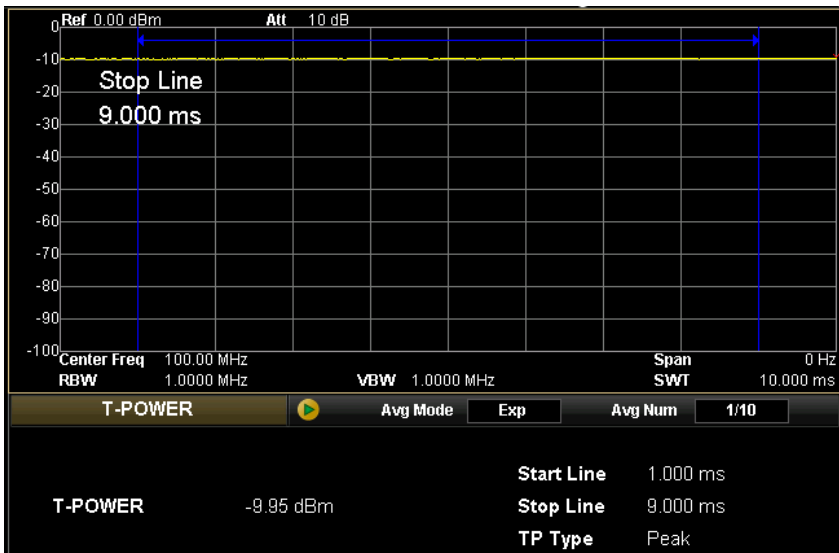 Ref 0.00 dBm Att 10 dB
0
-10
Stop Line
-20
9.000 ms
-30
-40
-50
-60
-70
-80
-90
-100
Center Freq 100.00 MHz Span 0 Hz
RBW 1.0000 MHz VBW 1.0000 MHz SWT 10.000 ms
T-POWER Avg Mode Exp Avg Num 1/10
Start Line 1.000 ms
T-POWER -9.95 dBm Stop Line 9.000 ms
TP Type Peak